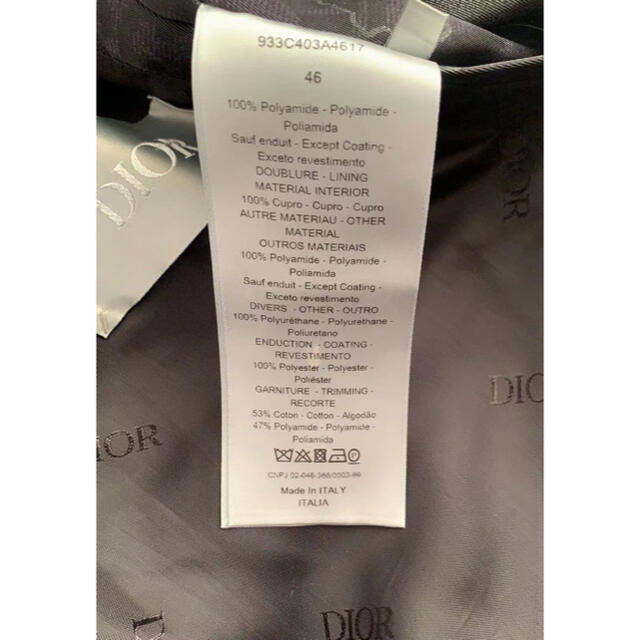 933C403A4617
46
100% Polyamide - Polyamide -
Poliamida
Sauf enduit - Except Coating -
Exceto revestimento
DOUBLURE - LINING
MATERIAL INTERIOR
100% Cupro - Cupro - Cupro
AUTRE MATERIAU - OTHER
MATERIAL
OUTROS MATERIAIS
100% Polyamide - Polyamide -
Poliamida
Sauf enduit - Except Coating -
Exceto revestimento
DIVERS - OTHER - OUTRO
100% Polyuréthane - Polyurethane -
Poliuretano
ENDUCTION - COATING -
REVESTIMENTO
100% Polyester - Polyester -
Poliéster
GARNITURE - TRIMMING -
RECORTE
53% Coton - Cotton - Algodão
47% Polyamide - Polyamide -
Poliamida
CNPJ 02-046-368/0003-99
Made In ITALY
ITALIA
DIOR
DIOR
DIOR
DIOR
DIOR